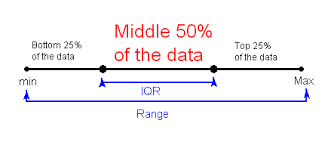 Middle 50%
of the data
Bottom 25%
of the data
Top 25%
of the data
min
Max
IQR
Range